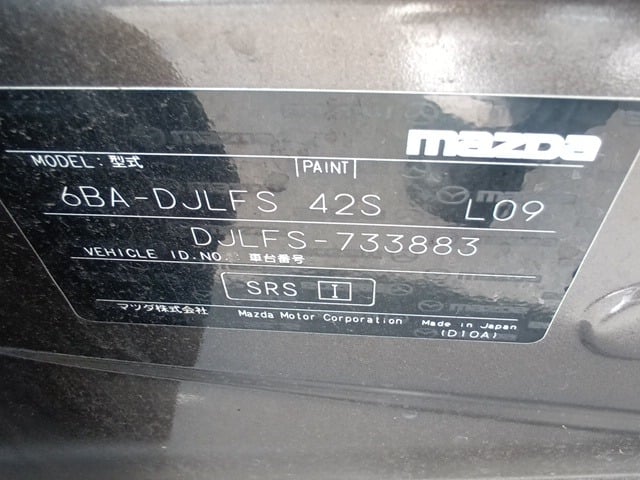 mazda
MODEL: 型式 PAINT
6BA-DJLFS 42S L09
DJLFS-733883
VEHICLE ID.NO.: 車台番号
SRS I
マツダ株式会社 Mazda Motor Corporation Made in Japan
(D10A)